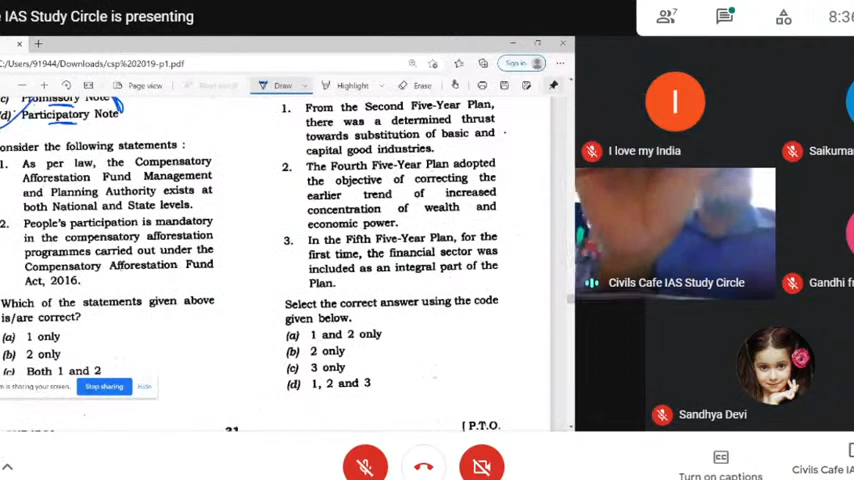 IAS Study Circle is presenting
7
8:36
/Users/91944/Downloads/csp%202019-p1.pdf
Sign in
Page view
Draw
Highlight
Erase
Promissory Note
(d) Participatory Note
onsider the following statements :
1. As per law, the Compensatory
Afforestation Fund Management
and Planning Authority exists at
both National and State levels.
2. People's participation is mandatory
in the compensatory afforestation
programmes carried out under the
Compensatory Afforestation Fund
Act, 2016.
Which of the statements given above
is/are correct?
(a) 1 only
(b) 2 only
(c) Both 1 and 2
m is sharing your screen.
Stop sharing
Hide
31
1. From the Second Five-Year Plan,
there was a determined thrust
towards substitution of basic and
capital good industries.
2. The Fourth Five-Year Plan adopted
the objective of correcting the
earlier trend of increased
concentration of wealth and
economic power.
3. In the Fifth Five-Year Plan, for the
first time, the financial sector was
included as an integral part of the
Plan.
Select the correct answer using the code
given below.
(a) 1 and 2 only
(b) 2 only
(c) 3 only
(d) 1, 2 and 3
[ P.T.O.
I
I love my India
Saikuma
Civils Cafe IAS Study Circle
Gandhi fr
Sandhya Devi
Turn on captions
Civils Cafe IA